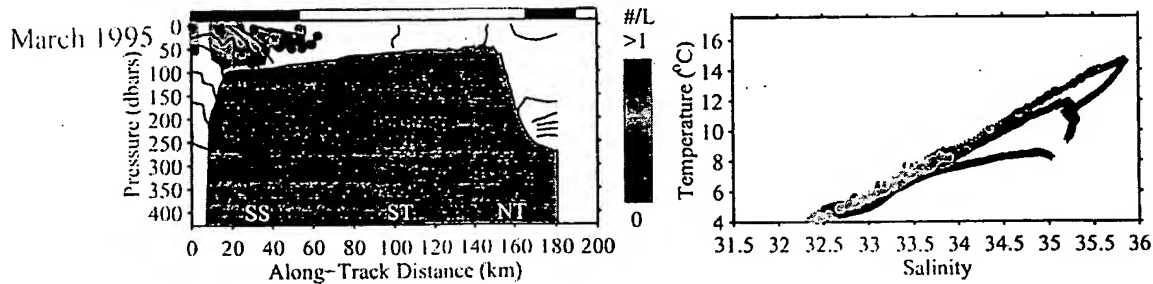 March 1995
Pressure (dbars)
0
50
100
150
200
250
300
350
400
SS
ST
NT
0 20 40 60 80 100 120 140 160 180 200
Along-Track Distance (km)
#/L
>1
0
Temperature (°C)
16
14
12
10
8
6
4
31.5 32 32.5 33 33.5 34 34.5 35 35.5 36
Salinity